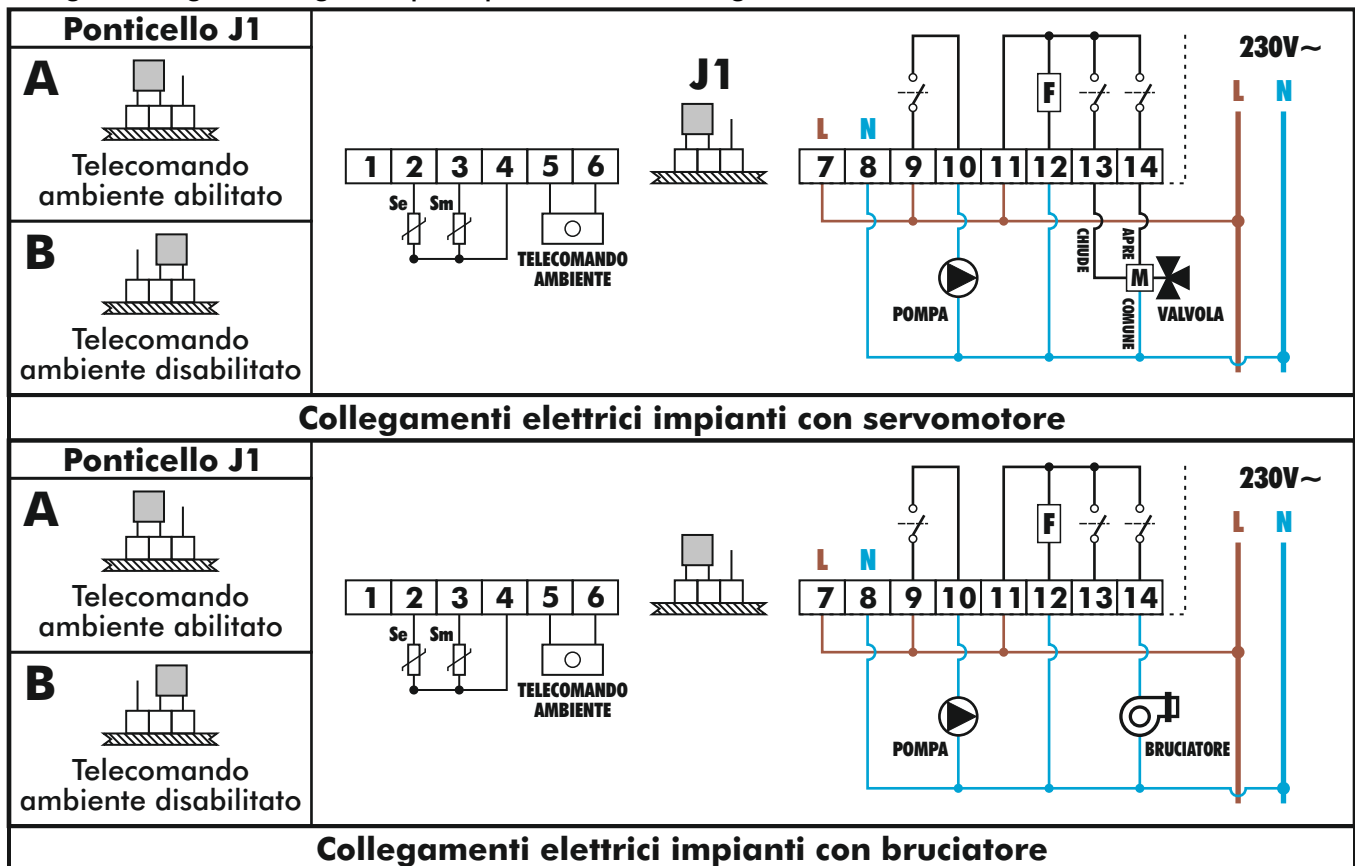 Ponticello J1
A
Telecomando
ambiente abilitato
B
Telecomando
ambiente disabilitato
1 2 3 4 5 6
Se Sm
TELECOMANDO
AMBIENTE
J1
230V~
L N
F
L N
7 8 9 10 11 12 13 14
CHIUDE
APRE
M
COMUNE
POMPA
VALVOLA
Collegamenti elettrici impianti con servomotore
Ponticello J1
A
Telecomando
ambiente abilitato
B
Telecomando
ambiente disabilitato
1 2 3 4 5 6
Se Sm
TELECOMANDO
AMBIENTE
230V~
L N
F
L N
7 8 9 10 11 12 13 14
POMPA
BRUCIATORE
Collegamenti elettrici impianti con bruciatore